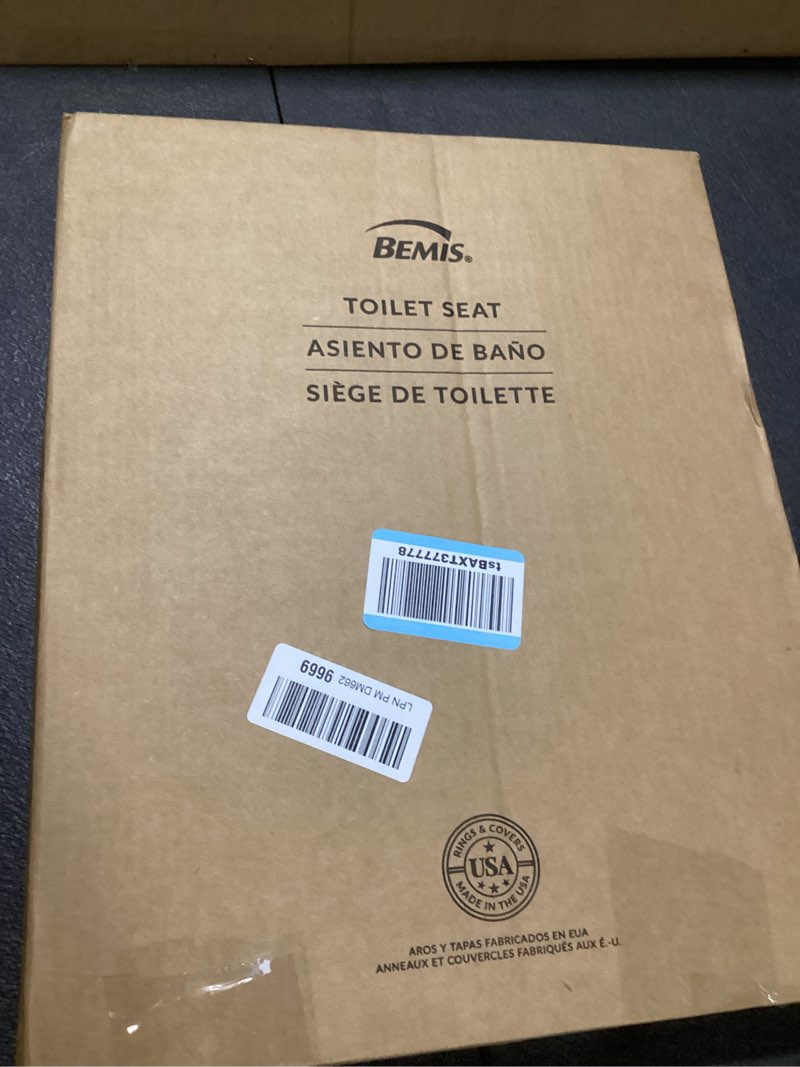 BEMIS®
TOILET SEAT
ASIENTO DE BAÑO
SIÈGE DE TOILETTE
tsBAXT377778
LPN PM DM662 9669
RINGS & COVERS
USA
MADE IN THE USA
AROS Y TAPAS FABRICADOS EN EUA
ANNEAUX ET COUVERCLES FABRIQUÉS AUX É.-U.